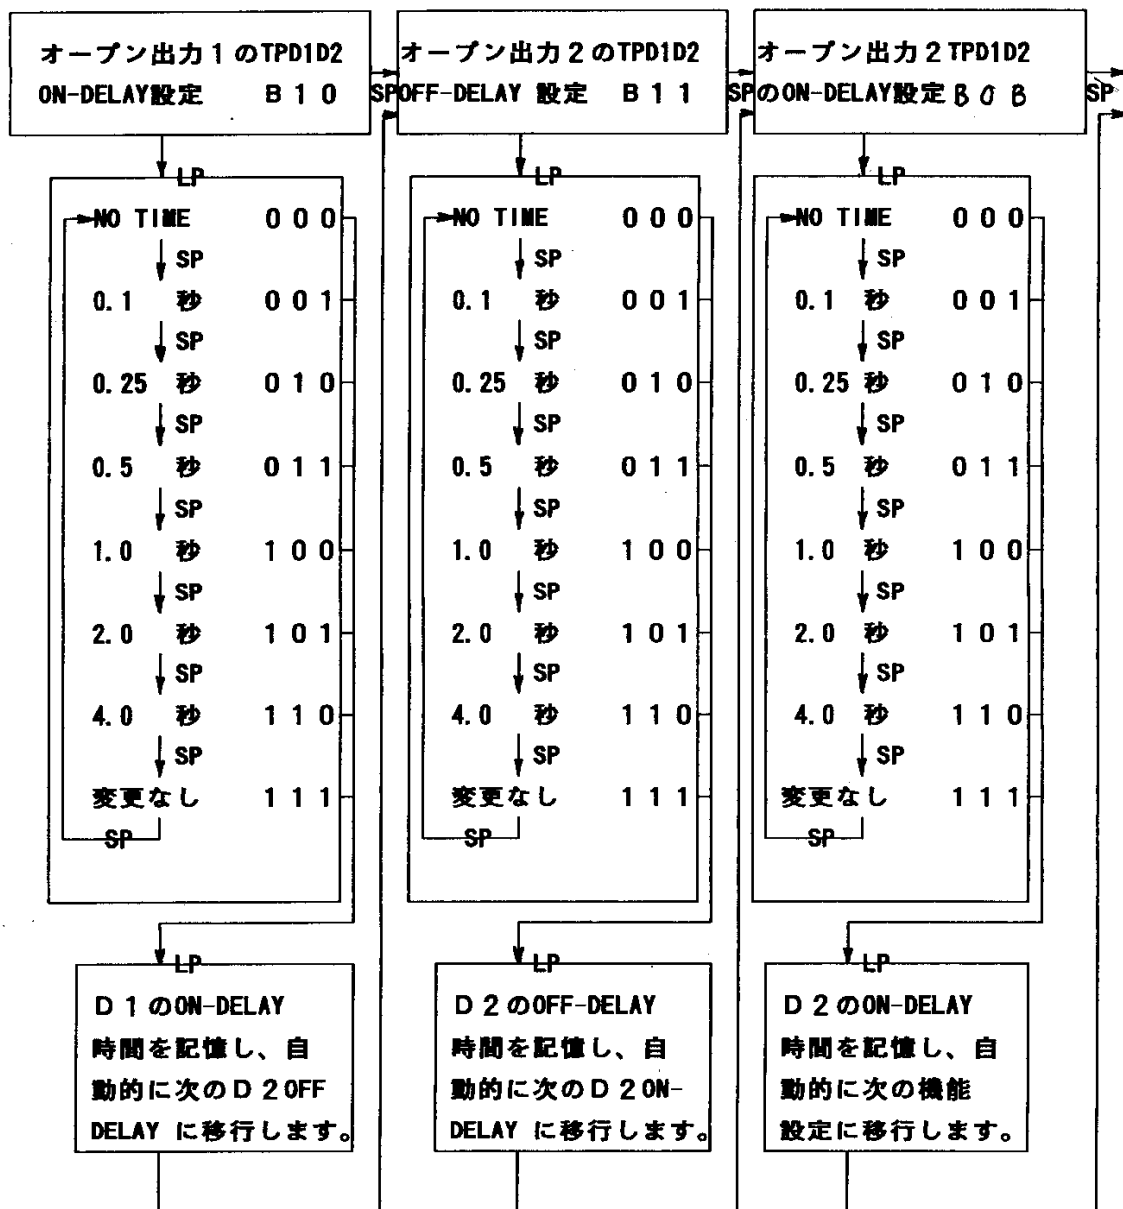 オープン出力１のTPD1D2
ON-DELAY設定 Ｂ１０
SP
オープン出力２のTPD1D2
OFF-DELAY 設定 Ｂ１１
SP
オープン出力２TPD1D2
のON-DELAY設定 B0B
SP
LP
NO TIME ０００
SP
0.1 秒 ００１
SP
0.25 秒 ０１０
SP
0.5 秒 ０１１
SP
1.0 秒 １００
SP
2.0 秒 １０１
SP
4.0 秒 １１０
SP
変更なし １１１
SP
LP
Ｄ１のON-DELAY
時間を記憶し、自
動的に次のＤ２OFF
DELAY に移行します。
LP
NO TIME ０００
SP
0.1 秒 ００１
SP
0.25 秒 ０１０
SP
0.5 秒 ０１１
SP
1.0 秒 １００
SP
2.0 秒 １０１
SP
4.0 秒 １１０
SP
変更なし １１１
SP
LP
Ｄ２のOFF-DELAY
時間を記憶し、自
動的に次のＤ２ON-
DELAY に移行します。
LP
NO TIME ０００
SP
0.1 秒 ００１
SP
0.25 秒 ０１０
SP
0.5 秒 ０１１
SP
1.0 秒 １００
SP
2.0 秒 １０１
SP
4.0 秒 １１０
SP
変更なし １１１
SP
LP
Ｄ２のON-DELAY
時間を記憶し、自
動的に次の機能
設定に移行します。